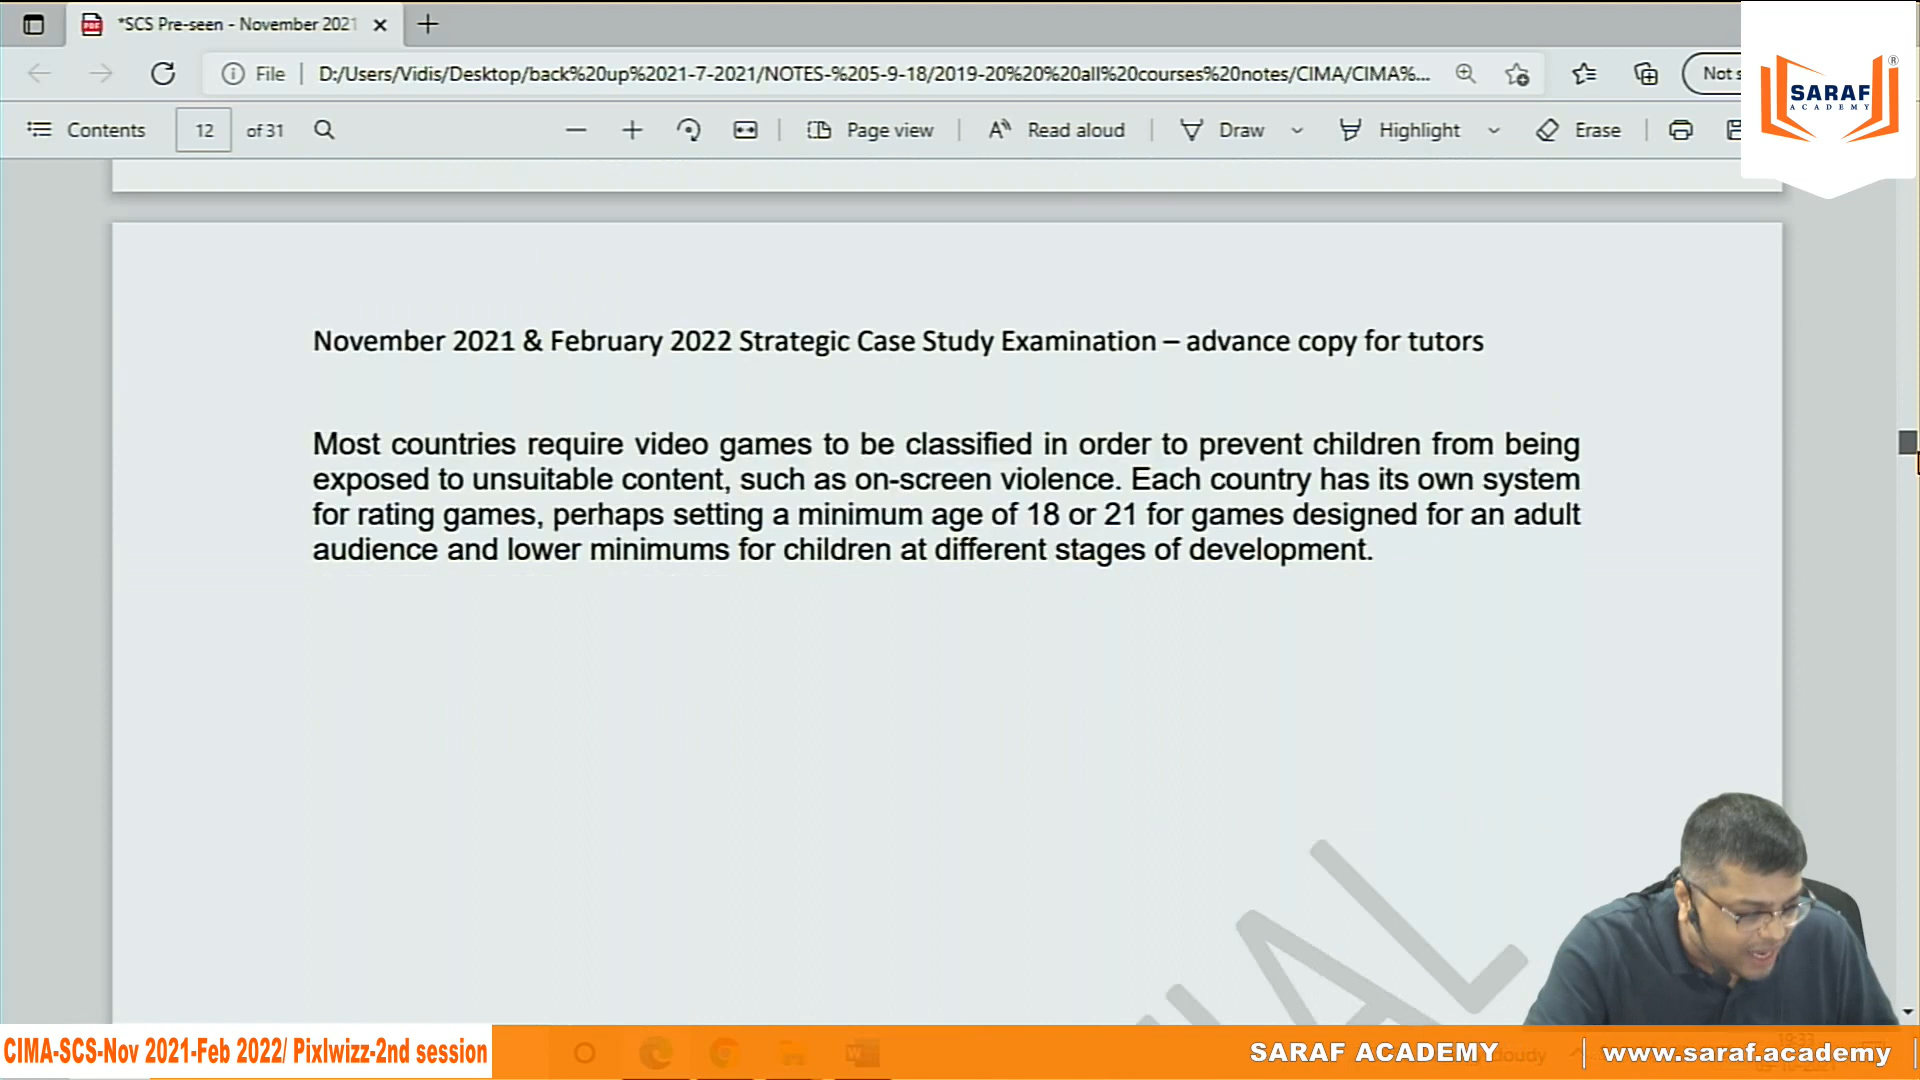 *SCS Pre-seen - November 2021
File
D:/Users/Vidis/Desktop/back%20up%2021-7-2021/NOTES-%205-9-18/2019-20%20%20all%20courses%20notes/CIMA/CIMA%...
Not s
SARAF
ACADEMY
®
Contents
12
of 31
Page view
Read aloud
Draw
Highlight
Erase
November 2021 & February 2022 Strategic Case Study Examination – advance copy for tutors
Most countries require video games to be classified in order to prevent children from being
exposed to unsuitable content, such as on-screen violence. Each country has its own system
for rating games, perhaps setting a minimum age of 18 or 21 for games designed for an adult
audience and lower minimums for children at different stages of development.
IAL
CIMA-SCS-Nov 2021-Feb 2022/ Pixlwizz-2nd session
SARAF ACADEMY
www.saraf.academy